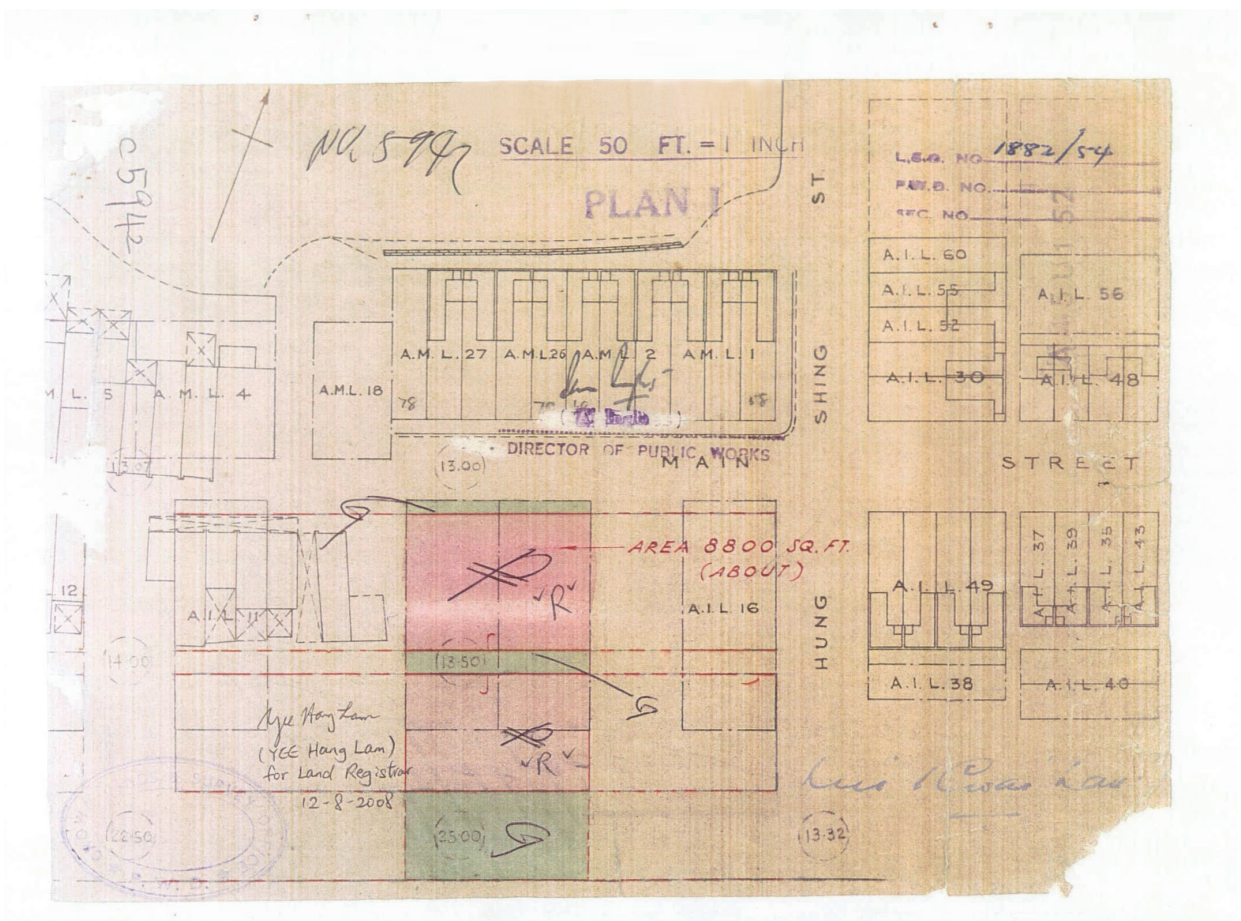 C5942
No. 5942
SCALE 50 FT. = 1 INCH
PLAN I
L.S.O. NO. 1882/54
P.W.D. NO.
SEC. NO.
ST
A.I.L. 60
A.I.L. 55
A.I.L. 56
A.I.L. 52
A.I.L. 30
A.I.L. 48
M L. 5
A. M. L. 4
A.M.L. 18
A.M.L. 27
A.M.L 26
A.M.L. 2
A.M.L. 1
78
SHING
DIRECTOR OF PUBLIC WORKS
MAIN
STREET
13.07
13.00
AREA 8800 SQ. FT.
(ABOUT)
"R"
12
A.I.L 11
A.I.L. 16
HUNG
A.I.L. 49
A.I.L. 37
A.I.L. 39
A.I.L. 35
A.I.L. 43
14.00
13.50
A.I.L. 38
A.I.L. 40
G
Yee Hang Lam
(YEE Hang Lam)
for Land Registrar
12-8-2008
"R"
G
25.00
13.32